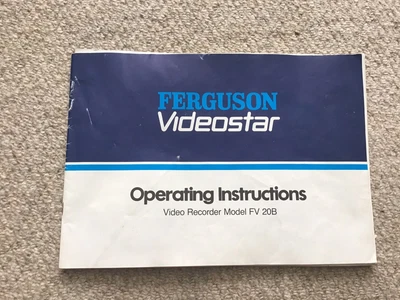 FERGUSON
Videostar
Operating Instructions
Video Recorder Model FV 20B